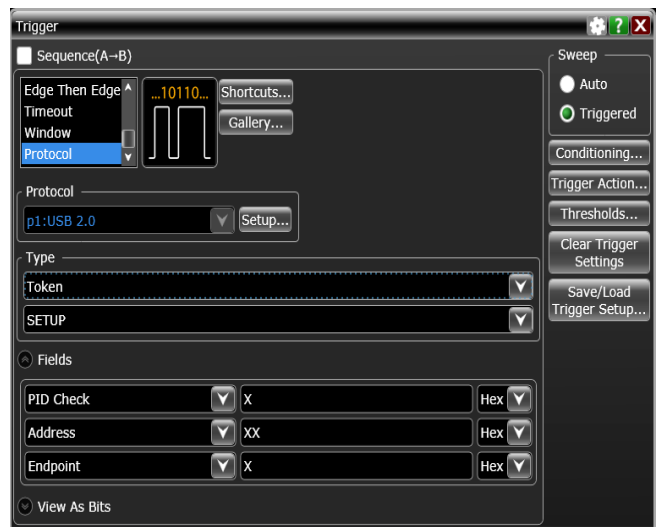 Trigger
?
X
Sequence(A→B)
Edge Then Edge
Timeout
Window
Protocol
...10110...
Shortcuts...
Gallery...
Protocol
p1:USB 2.0
Setup...
Type
Token
SETUP
Fields
PID Check X Hex
Address XX Hex
Endpoint X Hex
View As Bits
Sweep
Auto
Triggered
Conditioning...
Trigger Action...
Thresholds...
Clear Trigger
Settings
Save/Load
Trigger Setup...